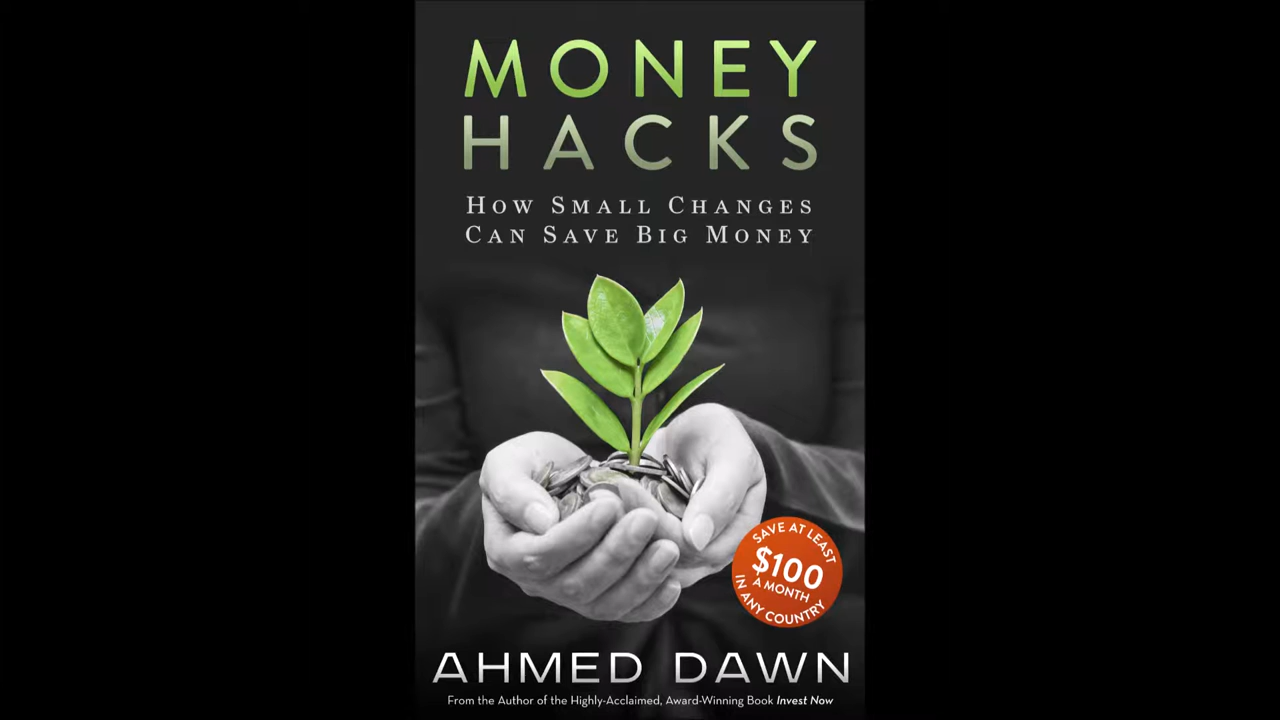 MONEY
HACKS
HOW SMALL CHANGES
CAN SAVE BIG MONEY
SAVE AT LEAST
$100
A MONTH
IN ANY COUNTRY
AHMED DAWN
From the Author of the Highly-Acclaimed, Award-Winning Book Invest Now